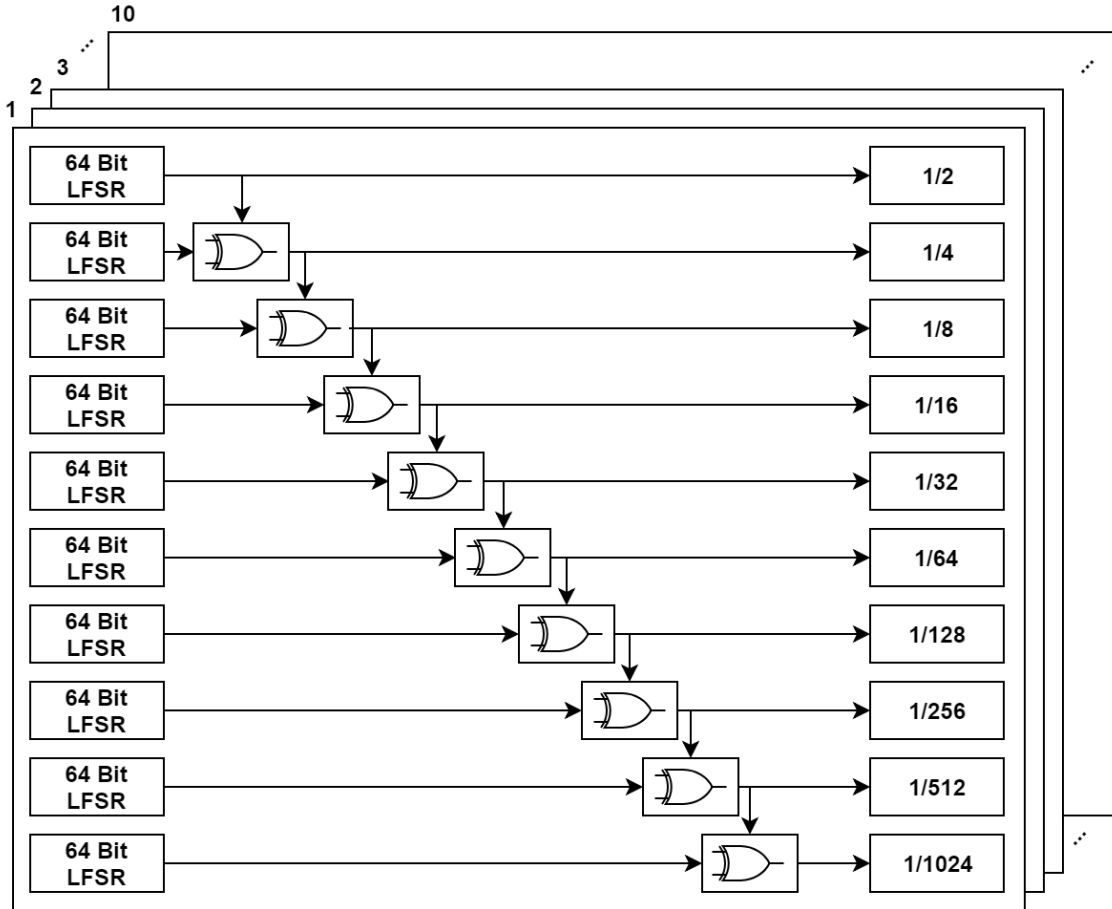 10
...
3
...
2
1
64 Bit
LFSR
1/2
64 Bit
LFSR
1/4
64 Bit
LFSR
1/8
64 Bit
LFSR
1/16
64 Bit
LFSR
1/32
64 Bit
LFSR
1/64
64 Bit
LFSR
1/128
64 Bit
LFSR
1/256
64 Bit
LFSR
1/512
64 Bit
LFSR
1/1024
...